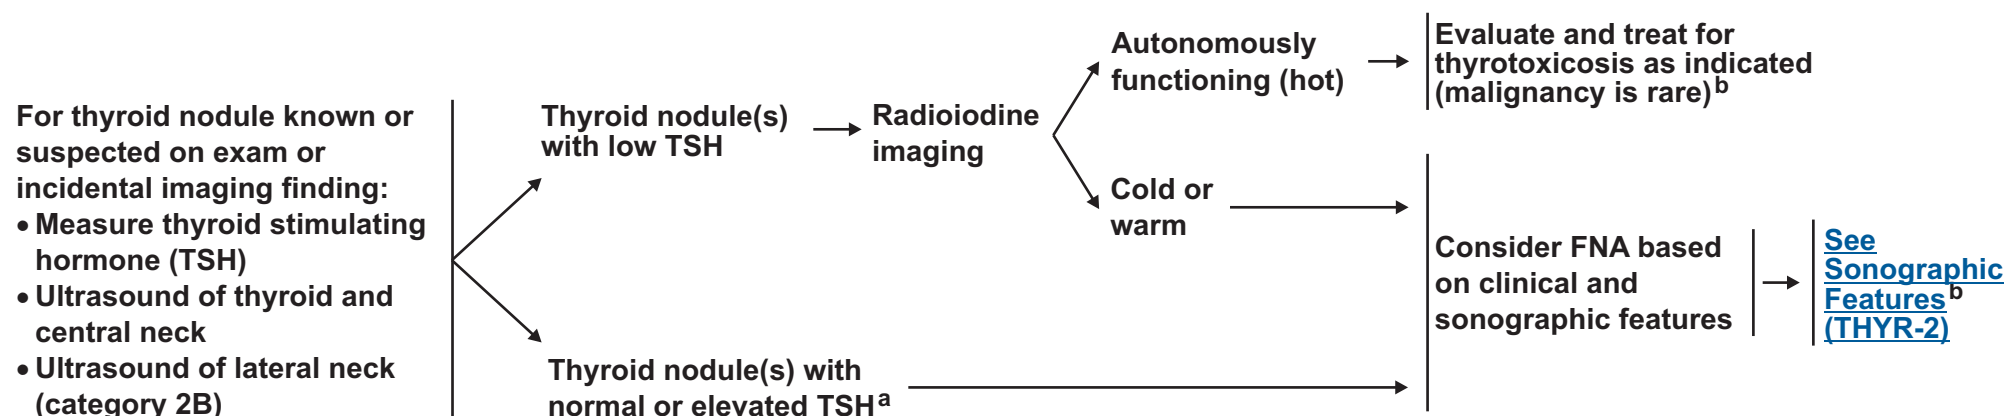 For thyroid nodule known or
suspected on exam or
incidental imaging finding:
• Measure thyroid stimulating
hormone (TSH)
• Ultrasound of thyroid and
central neck
• Ultrasound of lateral neck
(category 2B)
Thyroid nodule(s)
with low TSH
Radioiodine
imaging
Autonomously
functioning (hot)
Evaluate and treat for
thyrotoxicosis as indicated
(malignancy is rare)b
Cold or
warm
Thyroid nodule(s) with
normal or elevated TSHa
Consider FNA based
on clinical and
sonographic features
See
Sonographic
Featuresb
(THYR-2)